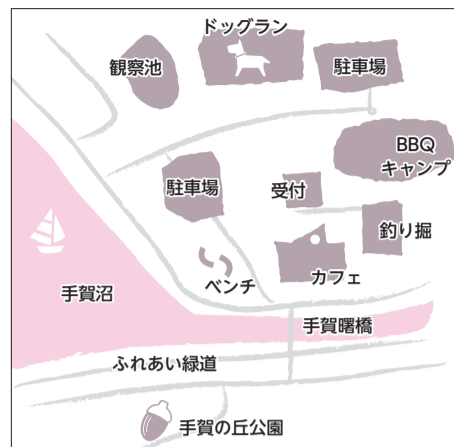 ドッグラン
観察池
駐車場
BBQ
キャンプ
駐車場
受付
釣り掘
ベンチ
カフェ
手賀沼
手賀曙橋
ふれあい緑道
手賀の丘公園